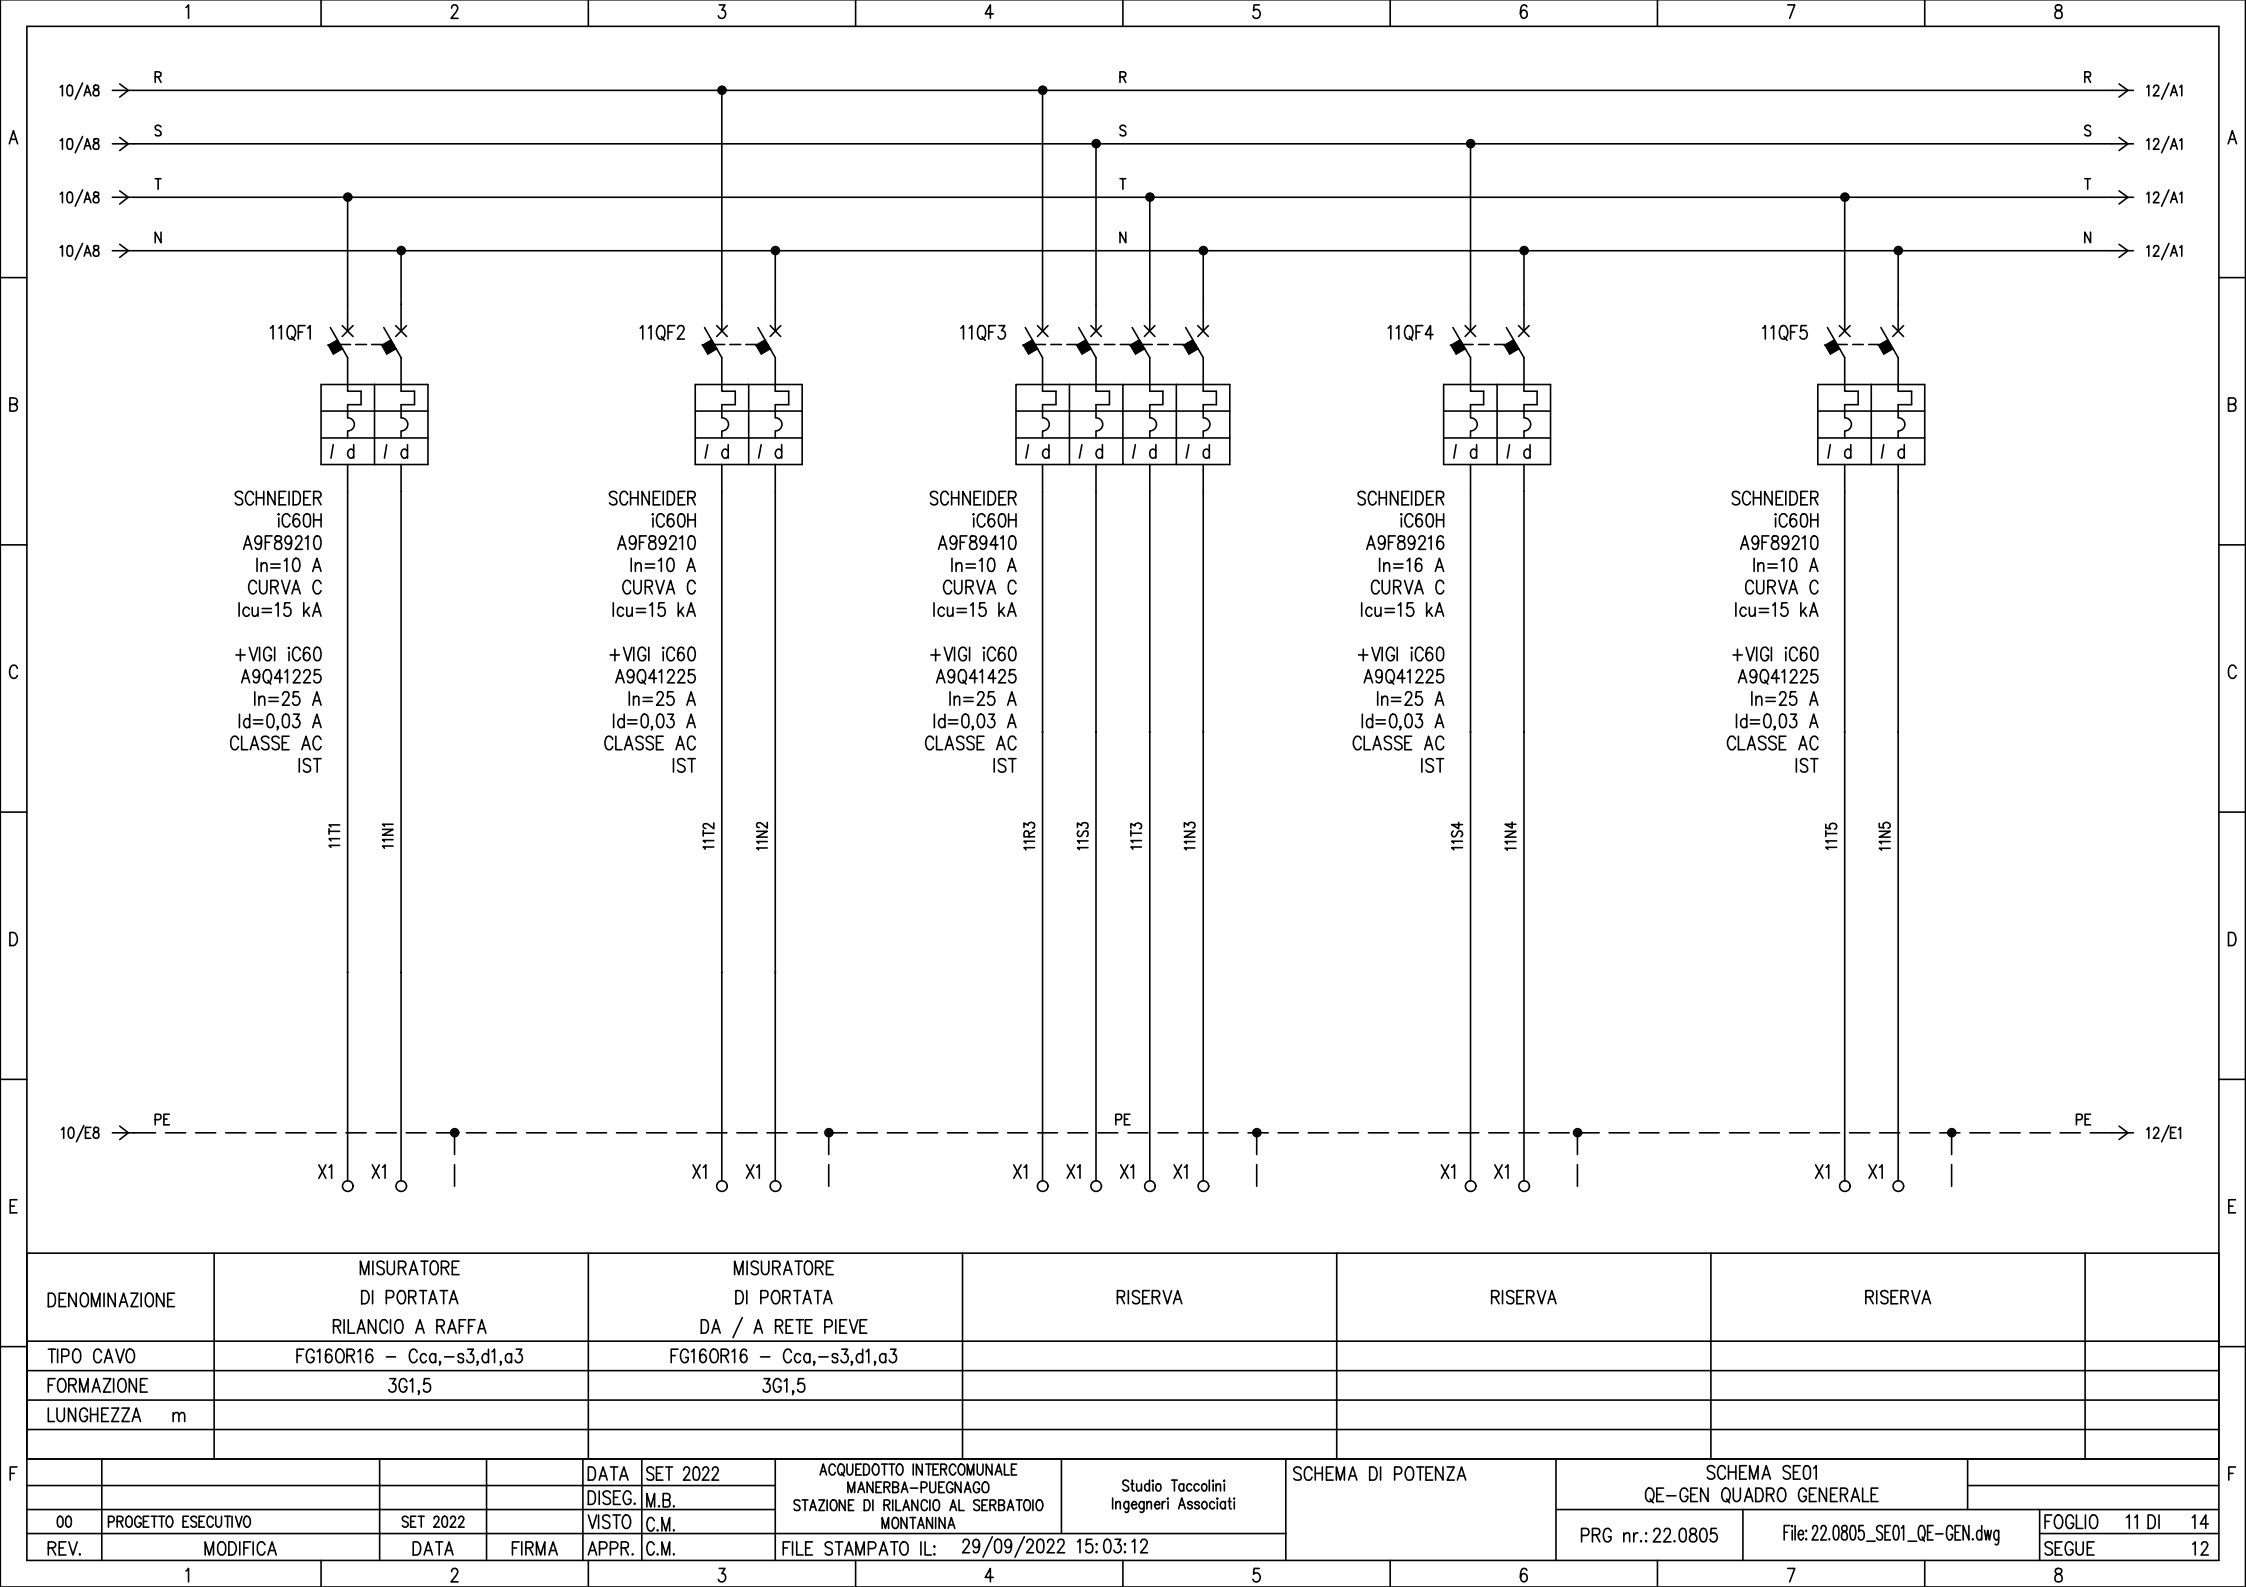 1 2 3 4 5 6 7 8
R R R
10/A8 12/A1
S S S
A 10/A8 12/A1 A
T T T
10/A8 12/A1
N N N
10/A8 12/A1
11QF1 11QF2 11QF3 11QF4 11QF5
B B
I d I d I d I d I d I d I d I d I d I d I d I d
SCHNEIDER SCHNEIDER SCHNEIDER SCHNEIDER SCHNEIDER
iC60H iC60H iC60H iC60H iC60H
A9F89210 A9F89210 A9F89410 A9F89216 A9F89210
In=10 A In=10 A In=10 A In=16 A In=10 A
CURVA C CURVA C CURVA C CURVA C CURVA C
Icu=15 kA Icu=15 kA Icu=15 kA Icu=15 kA Icu=15 kA
+VIGI iC60 +VIGI iC60 +VIGI iC60 +VIGI iC60 +VIGI iC60
C A9Q41225 A9Q41225 A9Q41425 A9Q41225 A9Q41225 C
In=25 A In=25 A In=25 A In=25 A In=25 A
Id=0,03 A Id=0,03 A Id=0,03 A Id=0,03 A Id=0,03 A
CLASSE AC CLASSE AC CLASSE AC CLASSE AC CLASSE AC
IST IST IST IST IST
11T1 11N1 11T2 11N2 11R3 11S3 11T3 11N3 11S4 11N4 11T5 11N5
D D
PE PE PE
10/E8 12/E1
X1 X1 X1 X1 X1 X1 X1 X1 X1 X1 X1 X1
E E
DENOMINAZIONE
MISURATORE
DI PORTATA
RILANCIO A RAFFA
MISURATORE
DI PORTATA
DA / A RETE PIEVE
RISERVA RISERVA RISERVA
TIPO CAVO FG16OR16 - Cca,-s3,d1,a3 FG16OR16 - Cca,-s3,d1,a3
FORMAZIONE 3G1,5 3G1,5
LUNGHEZZA m
F F
00 PROGETTO ESECUTIVO SET 2022
REV. MODIFICA DATA FIRMA
DATA SET 2022
DISEG. M.B.
VISTO C.M.
APPR. C.M.
ACQUEDOTTO INTERCOMUNALE
MANERBA-PUEGNAGO
STAZIONE DI RILANCIO AL SERBATOIO
MONTANINA
Studio Taccolini
Ingegneri Associati
FILE STAMPATO IL: 29/09/2022 15:03:12
SCHEMA DI POTENZA
SCHEMA SE01
QE-GEN QUADRO GENERALE
PRG nr.:22.0805
File:22.0805_SE01_QE-GEN.dwg
FOGLIO 11 DI 14
SEGUE 12
1 2 3 4 5 6 7 8